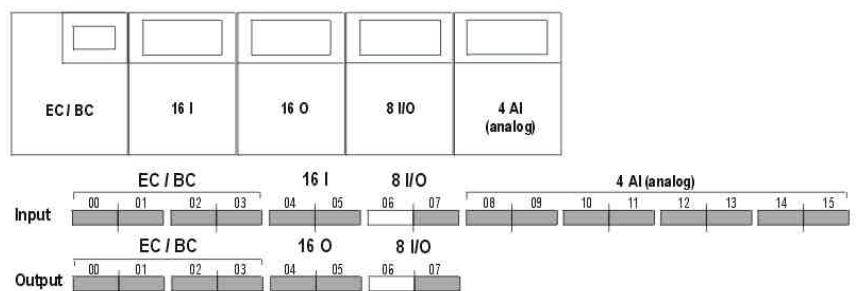 EC / BC 16 I 16 O 8 I/O 4 AI
(analog)
EC / BC 16 I 8 I/O 4 AI (analog)
00 01 02 03 04 05 06 07 08 09 10 11 12 13 14 15
Input
EC / BC 16 O 8 I/O
00 01 02 03 04 05 06 07
Output